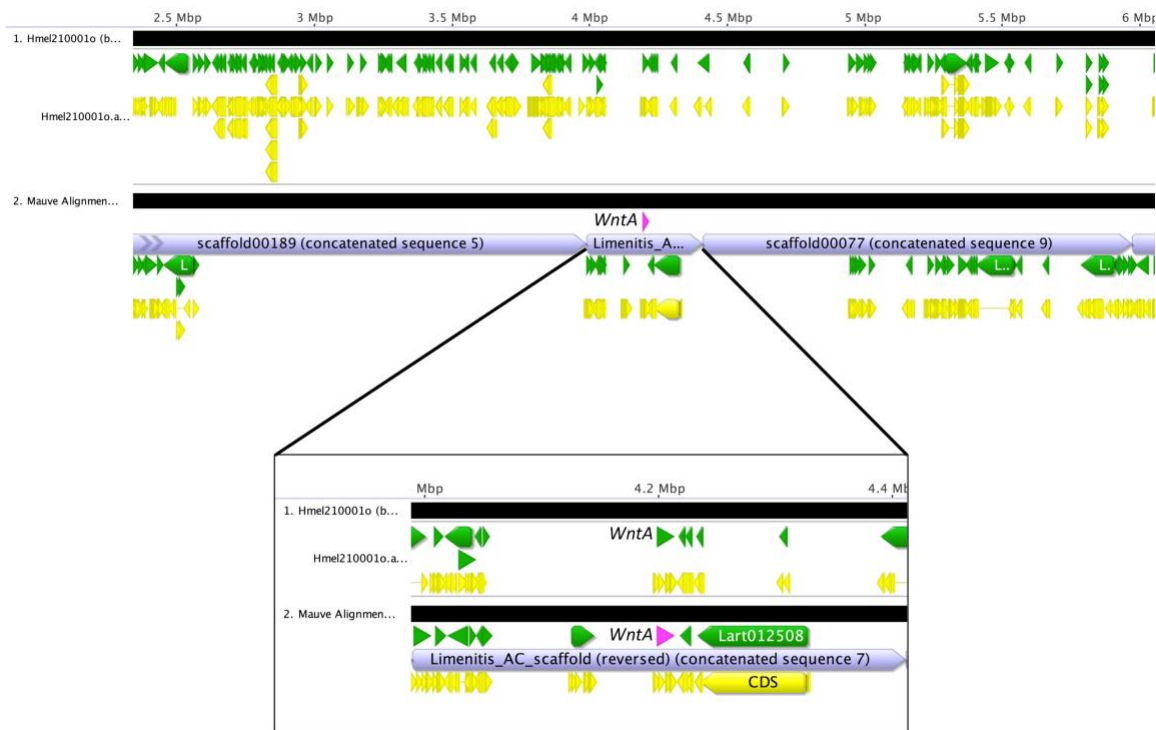 2.5 Mbp 3 Mbp 3.5 Mbp 4 Mbp 4.5 Mbp 5 Mbp 5.5 Mbp 6 Mbp
1. Hmel210001o (b...
Hmel210001o.a...
2. Mauve Alignmen...
WntA
scaffold00189 (concatenated sequence 5) Limenitis_A... scaffold00077 (concatenated sequence 9)
L L.. L.
Mbp 4.2 Mbp 4.4 Mb
1. Hmel210001o (b...
WntA
Hmel210001o.a...
2. Mauve Alignmen...
WntA Lart012508
Limenitis_AC_scaffold (reversed) (concatenated sequence 7)
CDS